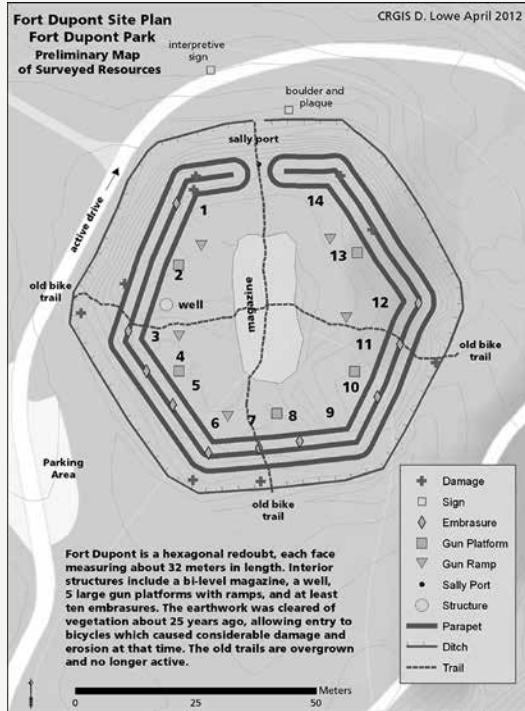 Fort Dupont Site Plan
Fort Dupont Park
Preliminary Map
of Surveyed Resources
CRGIS D. Lowe April 2012
interpretive
sign
boulder and
plaque
sally port
active drive
1
14
2
13
old bike
trail
well
magazine
12
3
4
11
old bike
trail
5
10
6
7
8
9
Parking
Area
old bike
trail
Damage
Sign
Embrasure
Gun Platform
Gun Ramp
Sally Port
Structure
Parapet
Ditch
Trail
Fort Dupont is a hexagonal redoubt, each face
measuring about 32 meters in length. Interior
structures include a bi-level magazine, a well,
5 large gun platforms with ramps, and at least
ten embrasures. The earthwork was cleared of
vegetation about 25 years ago, allowing entry to
bicycles which caused considerable damage and
erosion at that time. The old trails are overgrown
and no longer active.
Meters
0
25
50